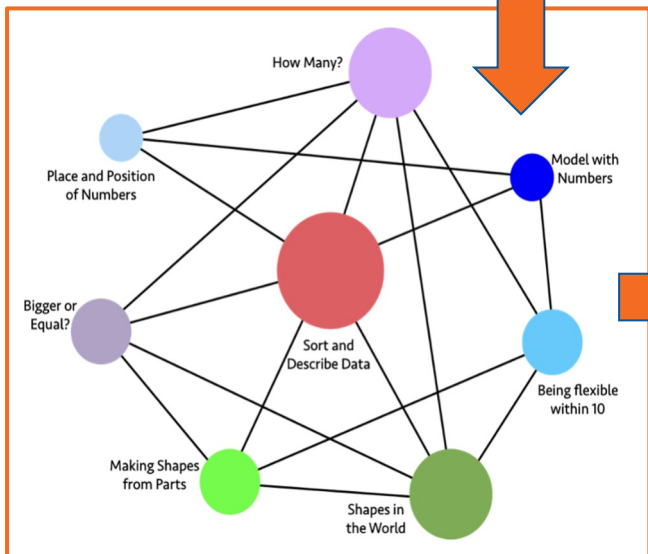 How Many?
Model with
Numbers
Place and Position
of Numbers
Bigger or
Equal?
Sort and
Describe Data
Being flexible
within 10
Making Shapes
from Parts
Shapes in
the World